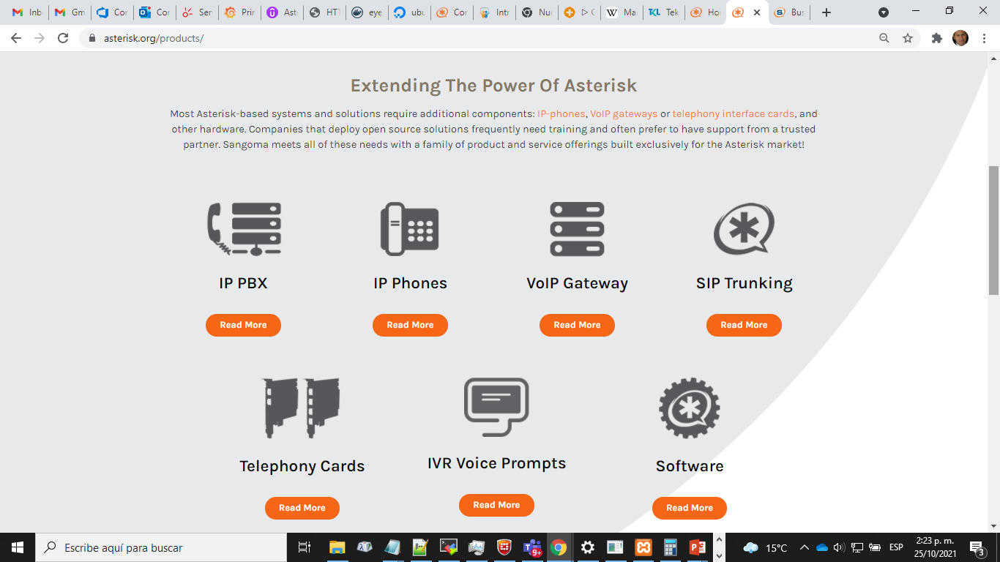 Inb
Gm
Cor
Cor
Ser
Prir
Ast
HTT
eye
ubu
Cor
Intr
Nu
▷ C
Ma
Tek
Ho
Bus
asterisk.org/products/
Extending The Power Of Asterisk
Most Asterisk-based systems and solutions require additional components: IP-phones, VoIP gateways or telephony interface cards, and
other hardware. Companies that deploy open source solutions frequently need training and often prefer to have support from a trusted
partner. Sangoma meets all of these needs with a family of product and service offerings built exclusively for the Asterisk market!
IP PBX
IP Phones
VoIP Gateway
SIP Trunking
Read More
Read More
Read More
Read More
Telephony Cards
IVR Voice Prompts
Software
Read More
Read More
Read More
Escribe aquí para buscar
9+
15°C
ESP
2:23 p. m.
25/10/2021
3